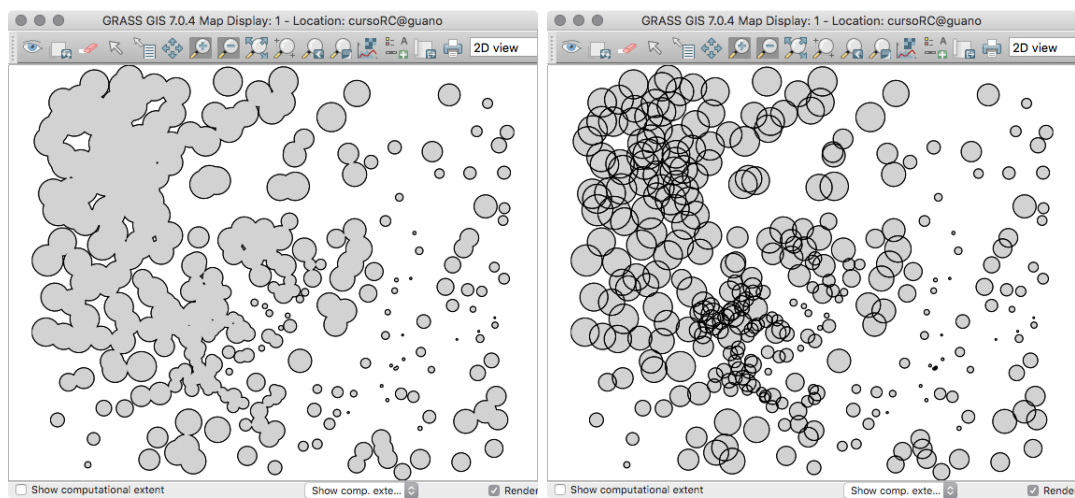 GRASS GIS 7.0.4 Map Display: 1 - Location: cursoRC@guano
2D view
Show computational extent
Show comp. exte...
Render
GRASS GIS 7.0.4 Map Display: 1 - Location: cursoRC@guano
2D view
Show computational extent
Show comp. exte...
Render